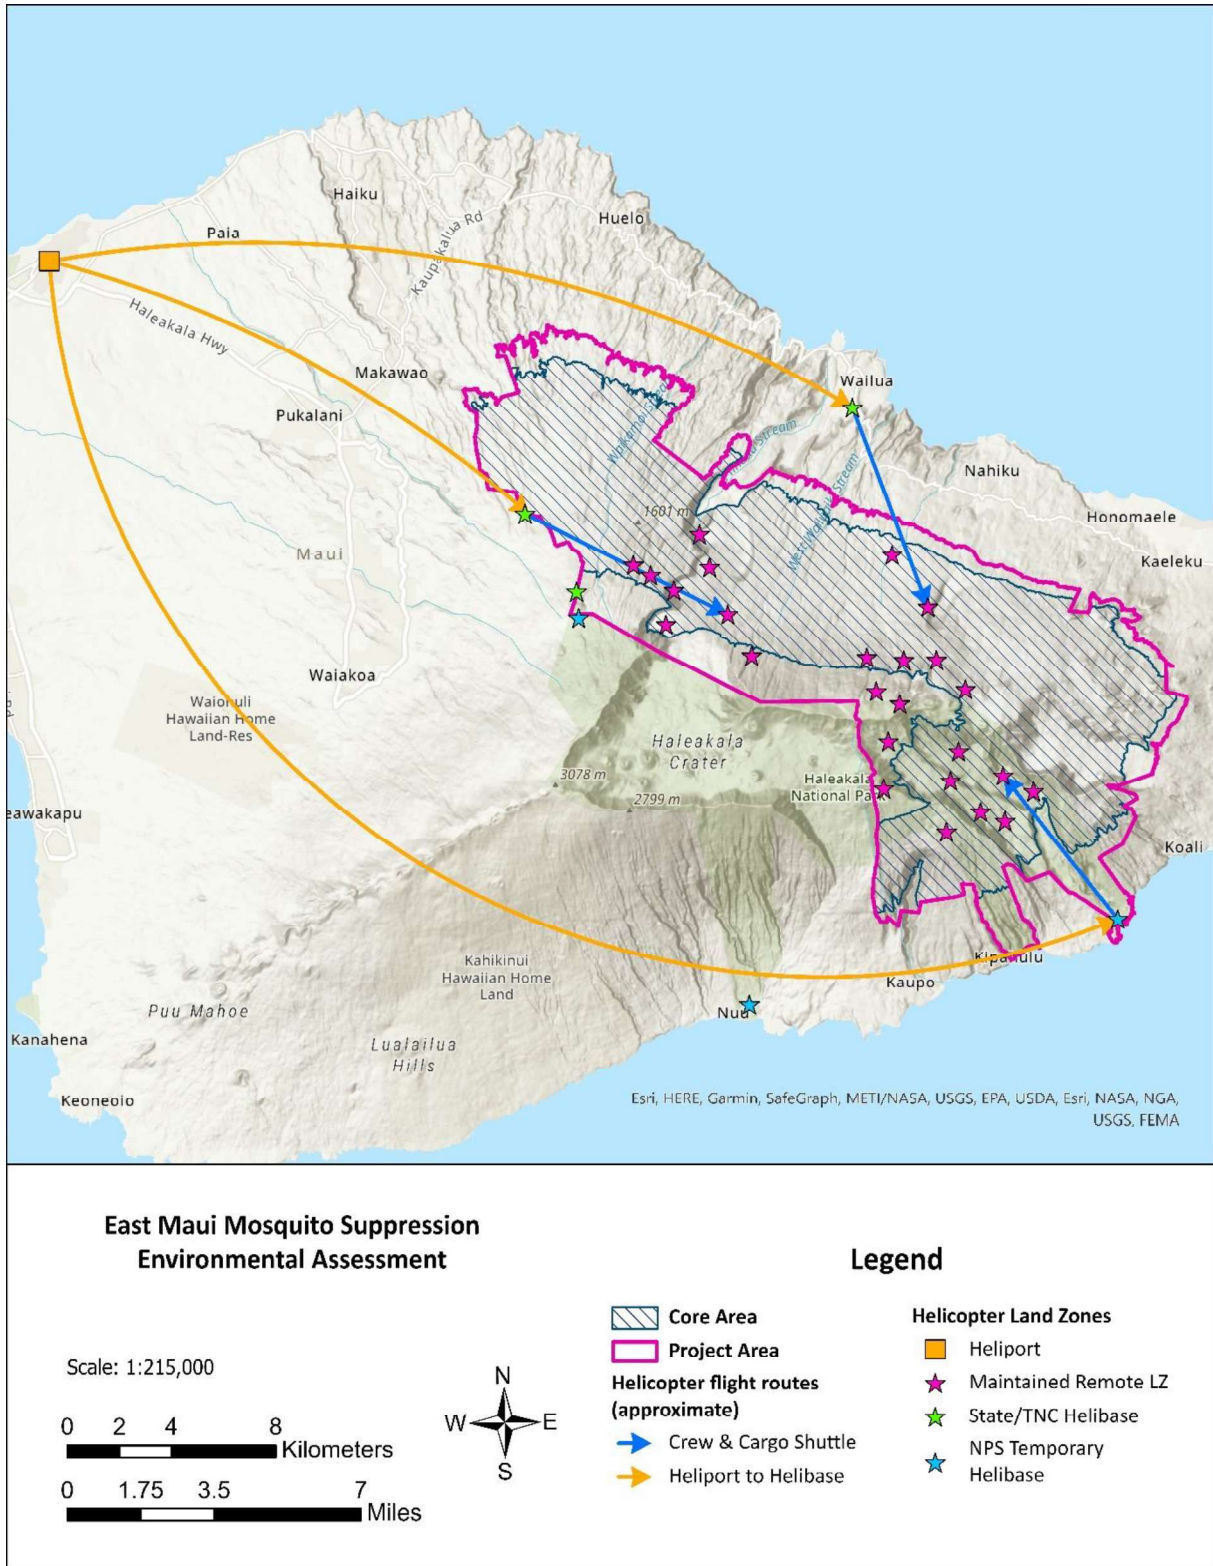 Haiku
Huelo
Paia
Kaupakalua Rd
Haleakala Hwy
Makawao
Wailua
Pukalani
Nahiku
1601 m
Honomaele
Maui
Kaeleku
Waiakoa
Hawaiian Home
Land-Res
Haleakala
Crater
3078 m
Haleakala
National Park
2799 m
eawakapu
Koali
Kahikinui
Hawaiian Home
Land
Kipahulu
Kaupo
Puu Mahoe
Nuu
Kanahena
Lualailua
Hills
Keoneoio
Esri, HERE, Garmin, SafeGraph, METI/NASA, USGS, EPA, USDA, Esri, NASA, NGA,
USGS, FEMA
East Maui Mosquito Suppression
Environmental Assessment
Scale: 1:215,000
0 2 4 8
Kilometers
0 1.75 3.5 7
Miles
N
W E
S
Legend
Core Area
Project Area
Helicopter flight routes
(approximate)
Crew & Cargo Shuttle
Heliport to Helibase
Helicopter Land Zones
Heliport
Maintained Remote LZ
State/TNC Helibase
NPS Temporary
Helibase